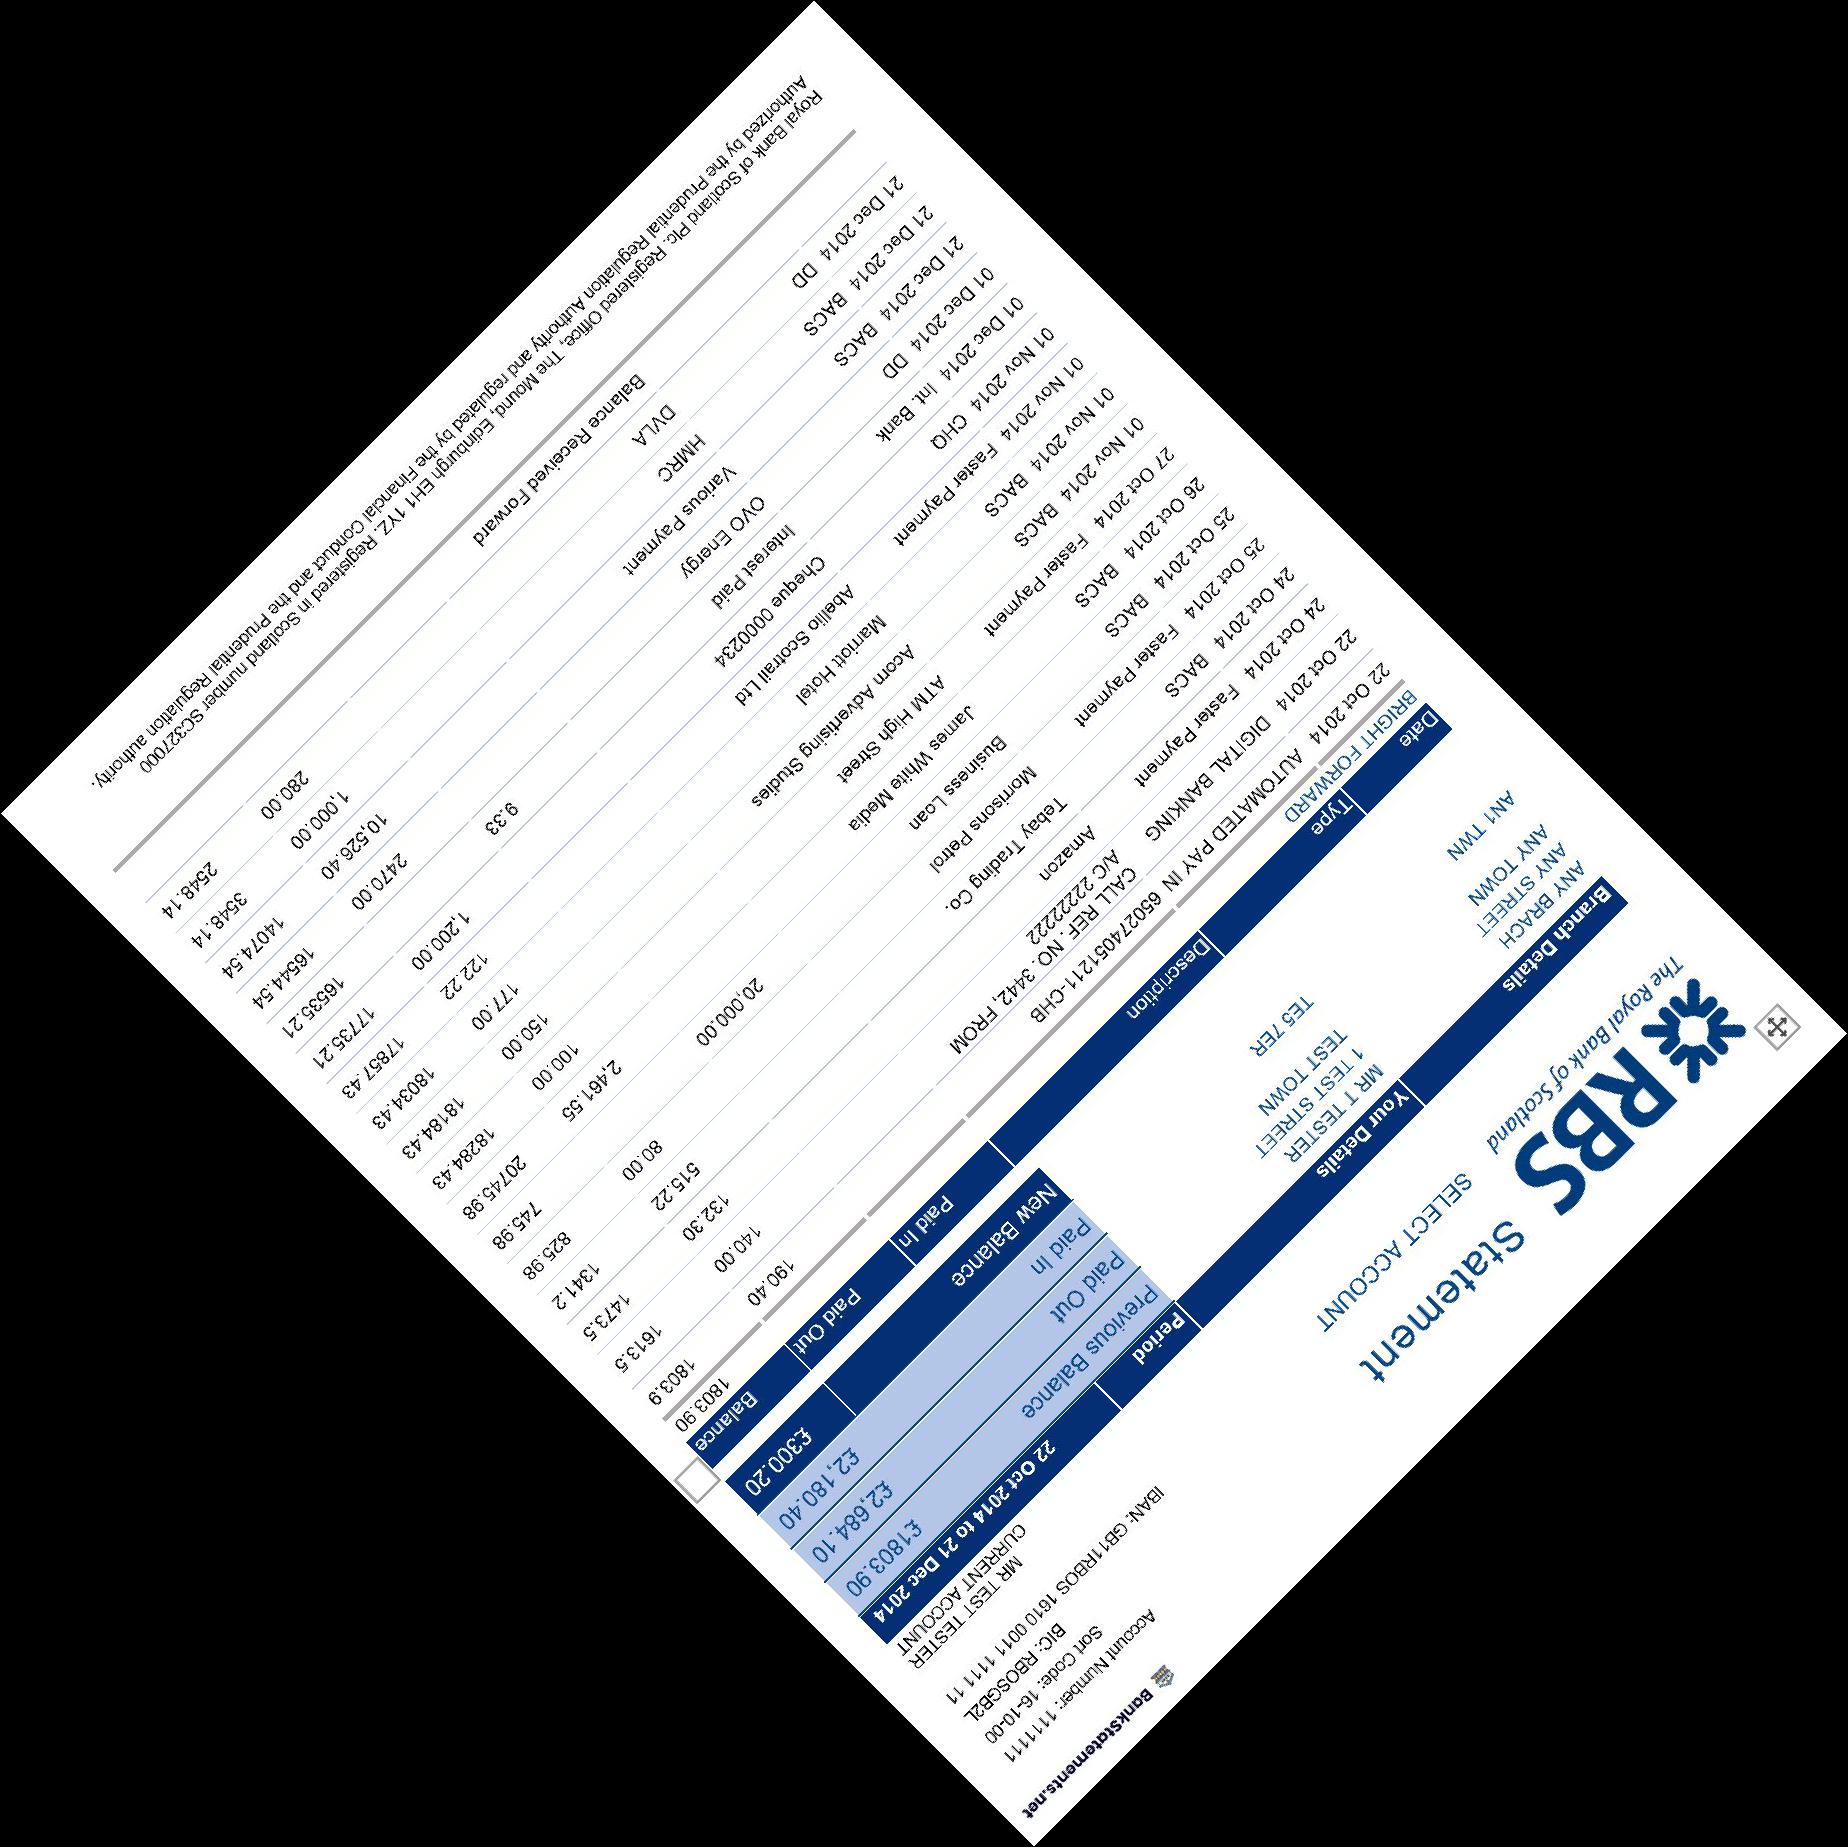 BankStatements.net
RBS Statement
The Royal Bank of Scotland
SELECT ACCOUNT
Account Number: 1111111
Sort Code: 16-10-00
BIC: RBOSGB2L
IBAN: GB11RBOS 1610 0011 1111 11
MR TEST TESTER
CURRENT ACCOUNT
Branch Details Your Details Period 22 Oct 2014 to 21 Dec 2014
ANY BRACH
ANY STREET
ANY TOWN
AN1 TWN
MR T TESTER
1 TEST STREET
TEST TOWN
TE5 7ER
Previous Balance £1803.90
Paid Out £2,684.10
Paid In £2,180.40
New Balance £300.20
Date Type Description Paid In Paid Out Balance
BRIGHT FORWARD 1803.90
22 Oct 2014 AUTOMATED PAY IN 650274051211-CHB 190.40 1803.9
22 Oct 2014 DIGITAL BANKING CALL REF. NO. 3442, FROM
A/C 22222222 140.00 1613.5
24 Oct 2014 Faster Payment Amazon 132.30 1473.5
24 Oct 2014 BACS Tebay Trading Co. 515.22 1341.2
25 Oct 2014 Faster Payment Morrisons Petrol 80.00 825.98
25 Oct 2014 BACS Business Loan 20,000.00 745.98
26 Oct 2014 BACS James White Media 2,461.55 20745.98
27 Oct 2014 Faster Payment ATM High Street 100.00 18284.43
01 Nov 2014 BACS Acorn Advertising Studies 150.00 18184.43
01 Nov 2014 BACS Marriott Hotel 177.00 18034.43
01 Nov 2014 Faster Payment Abellio Scotrail Ltd 122.22 17857.43
01 Nov 2014 CHQ Cheque 0000234 1,200.00 17735.21
01 Dec 2014 Int. Bank Interest Paid 9.33 16535.21
01 Dec 2014 DD OVO Energy 2470.00 16544.54
21 Dec 2014 BACS Various Payment 10,526.40 14074.54
21 Dec 2014 BACS HMRC 1,000.00 3548.14
21 Dec 2014 DD DVLA 280.00 2548.14
Balance Received Forward
Royal Bank of Scotland Plc. Registered Office, The Mound, Edinburgh EH1 1YZ. Registered in Scotland number SC327000
Authorized by the Prudential Regulation Authority and regulated by the Financial Conduct and the Prudential Regulation authority.